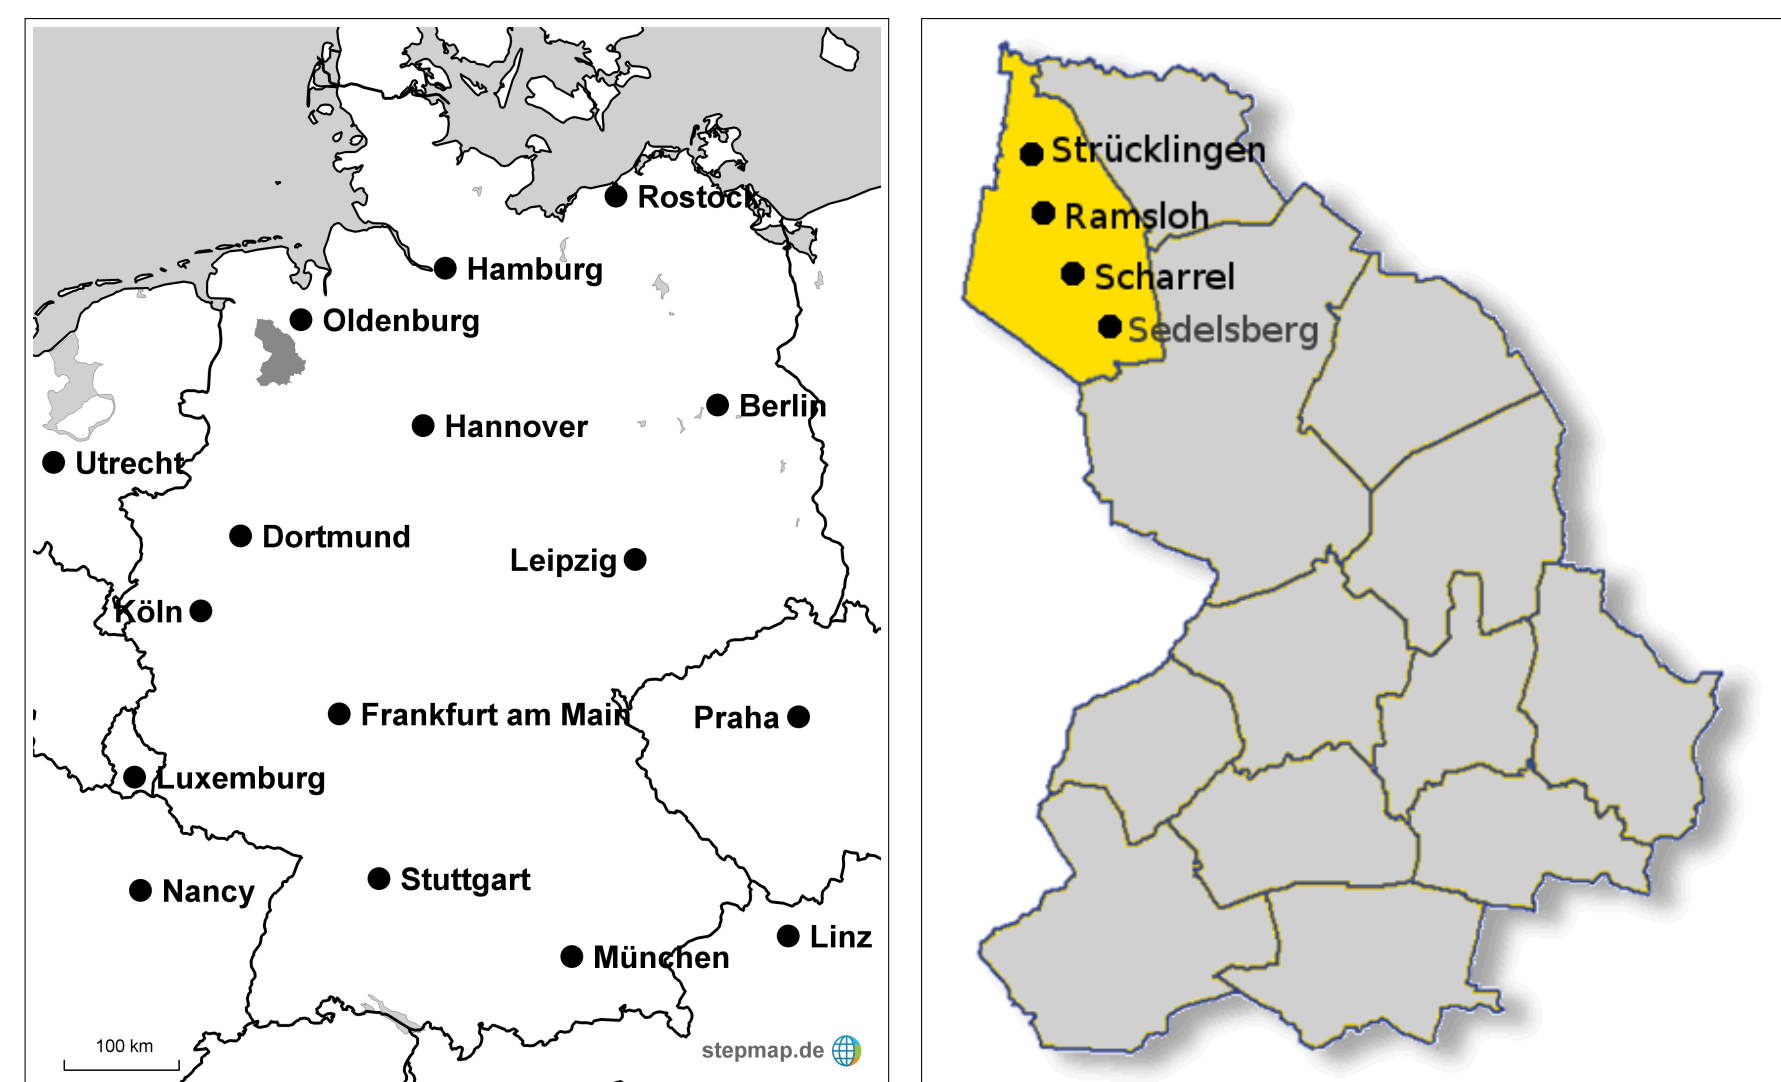 Rostock
Hamburg
Oldenburg
Berlin
Hannover
Utrecht
Dortmund
Leipzig
Köln
Frankfurt am Main
Praha
Luxemburg
Stuttgart
Nancy
Linz
München
100 km
stepmap.de
Strücklingen
Ramsloh
Scharrel
Sedelsberg